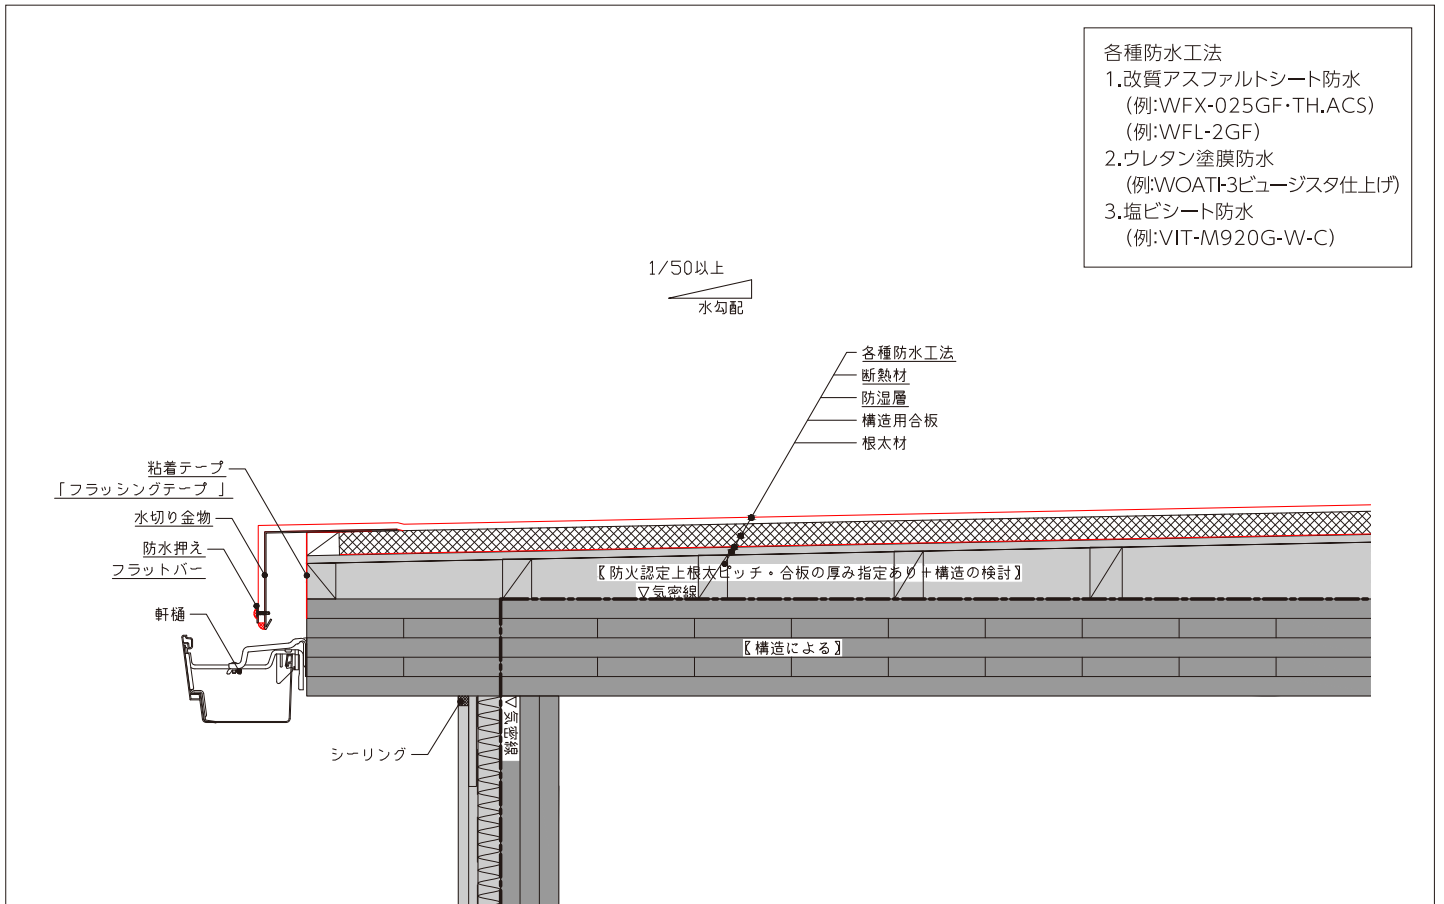 各種防水工法
1.改質アスファルトシート防水
(例:WFX-025GF・TH.ACS)
(例:WFL-2GF)
2.ウレタン塗膜防水
(例:WOATI-3ビュージスタ仕上げ)
3.塩ビシート防水
(例:VIT-M920G-W-C)
1/50以上
水勾配
各種防水工法
断熱材
防湿層
構造用合板
根太材
粘着テープ
「フラッシングテープ 」
水切り金物
防水押え
フラットバー
軒樋
【防火認定上根太ピッチ・合板の厚み指定あり+構造の検討】
▽気密線
【構造による】
▽気密線
シーリング